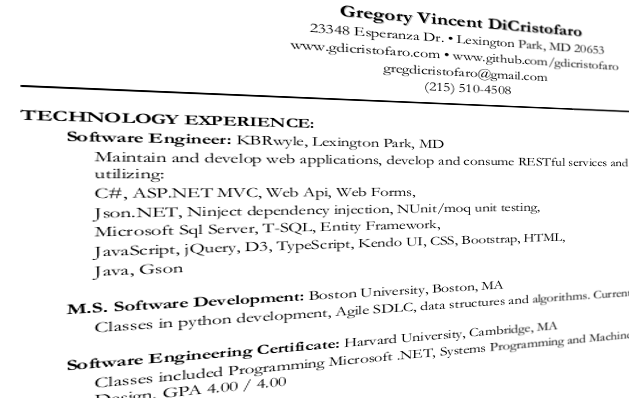 Gregory Vincent DiCristofaro
23348 Esperanza Dr. • Lexington Park, MD 20653
www.gdicristofaro.com • www.github.com/gdicristofaro
gregdicristofaro@gmail.com
(215) 510-4508
TECHNOLOGY EXPERIENCE:
Software Engineer: KBRwyle, Lexington Park, MD
Maintain and develop web applications, develop and consume RESTful services and
utilizing:
C#, ASP.NET MVC, Web Api, Web Forms,
Json.NET, Ninject dependency injection, NUnit/moq unit testing,
Microsoft Sql Server, T-SQL, Entity Framework,
JavaScript, jQuery, D3, TypeScript, Kendo UI, CSS, Bootstrap, HTML,
Java, Gson
M.S. Software Development: Boston University, Boston, MA
Classes in python development, Agile SDLC, data structures and algorithms. Current
Software Engineering Certificate: Harvard University, Cambridge, MA
Classes included Programming Microsoft .NET, Systems Programming and Machine
Design. GPA 4.00 / 4.00